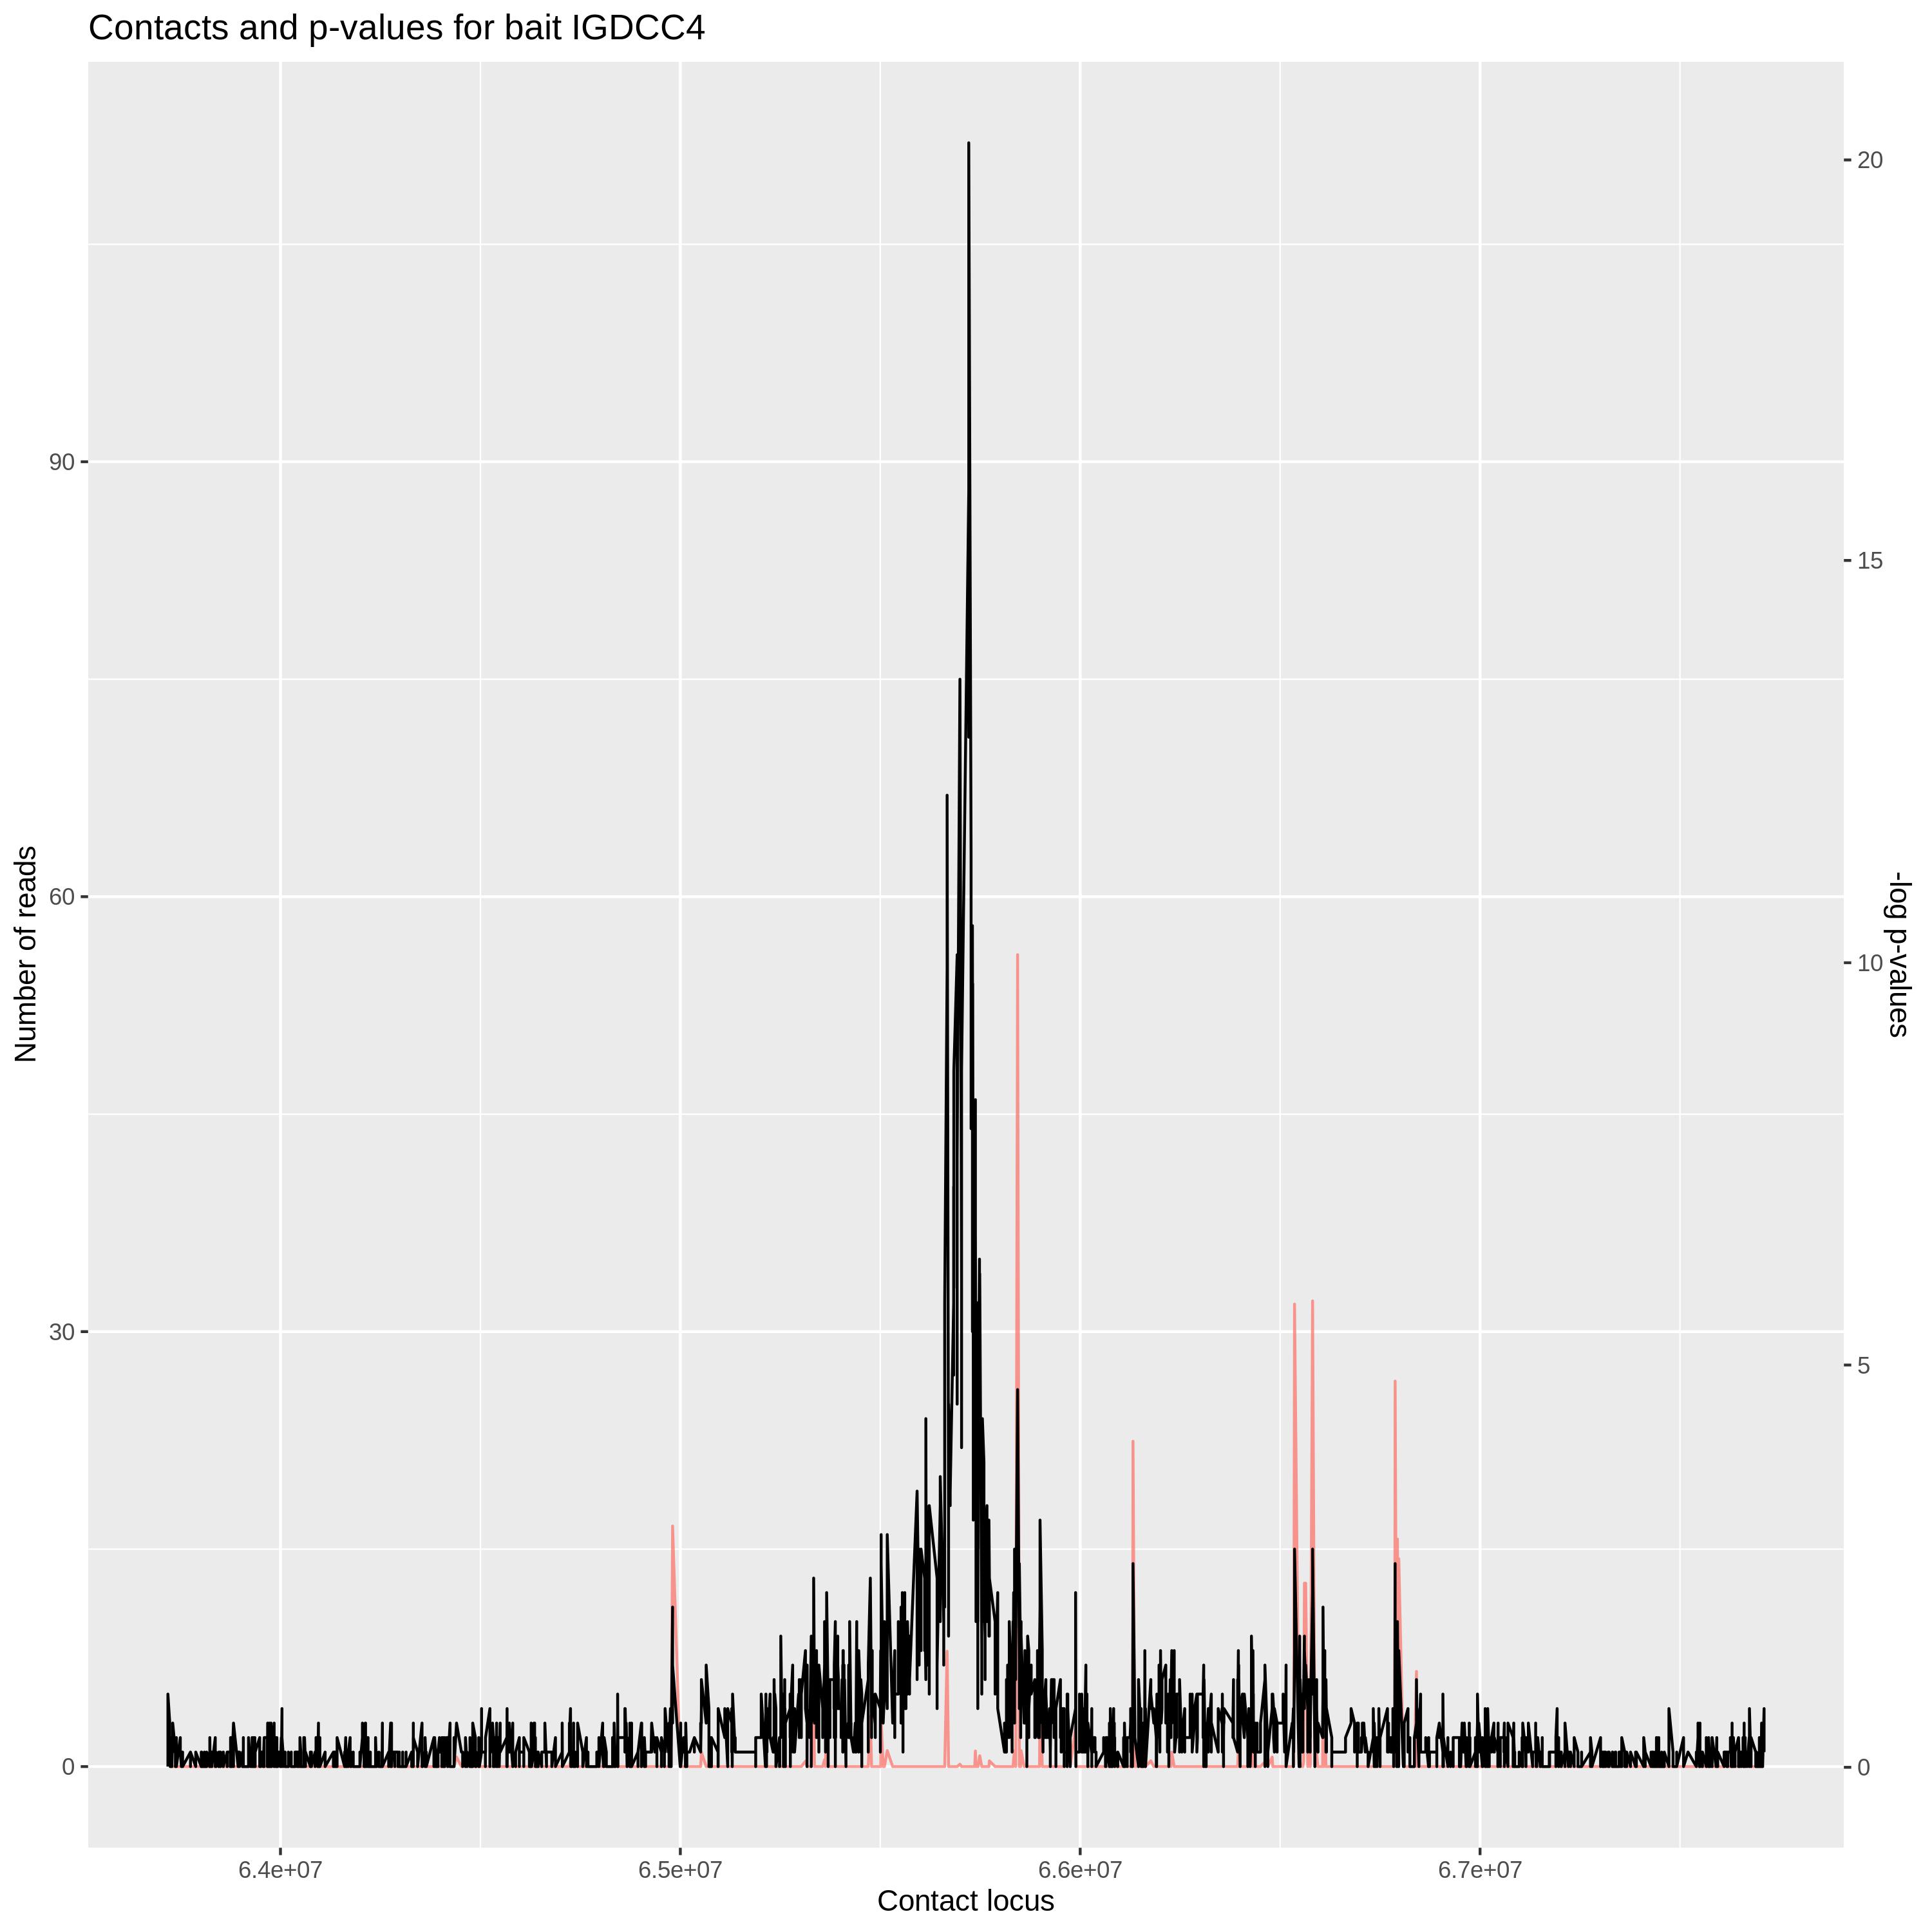 Contacts and p-values for bait IGDCC4
Number of reads
90
60
30
0
20
15
10
5
0
-log p-values
6.4e+07 6.5e+07 6.6e+07 6.7e+07
Contact locus